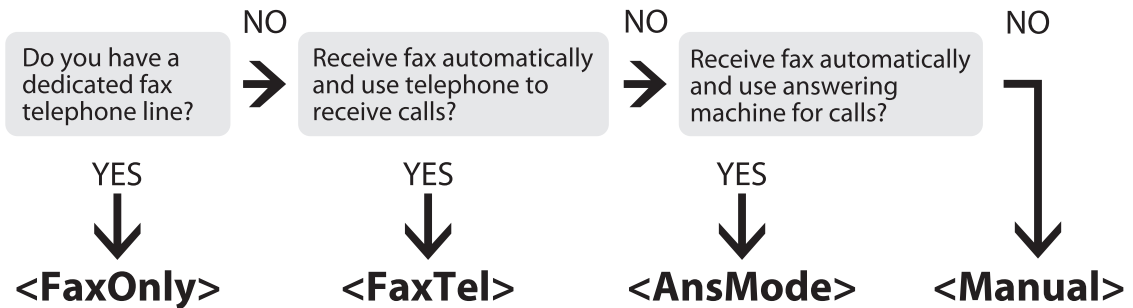 NO
NO
NO
Do you have a
dedicated fax
telephone line?
Receive fax automatically
and use telephone to
receive calls?
Receive fax automatically
and use answering
machine for calls?
YES
YES
YES
<FaxOnly>
<FaxTel>
<AnsMode>
<Manual>